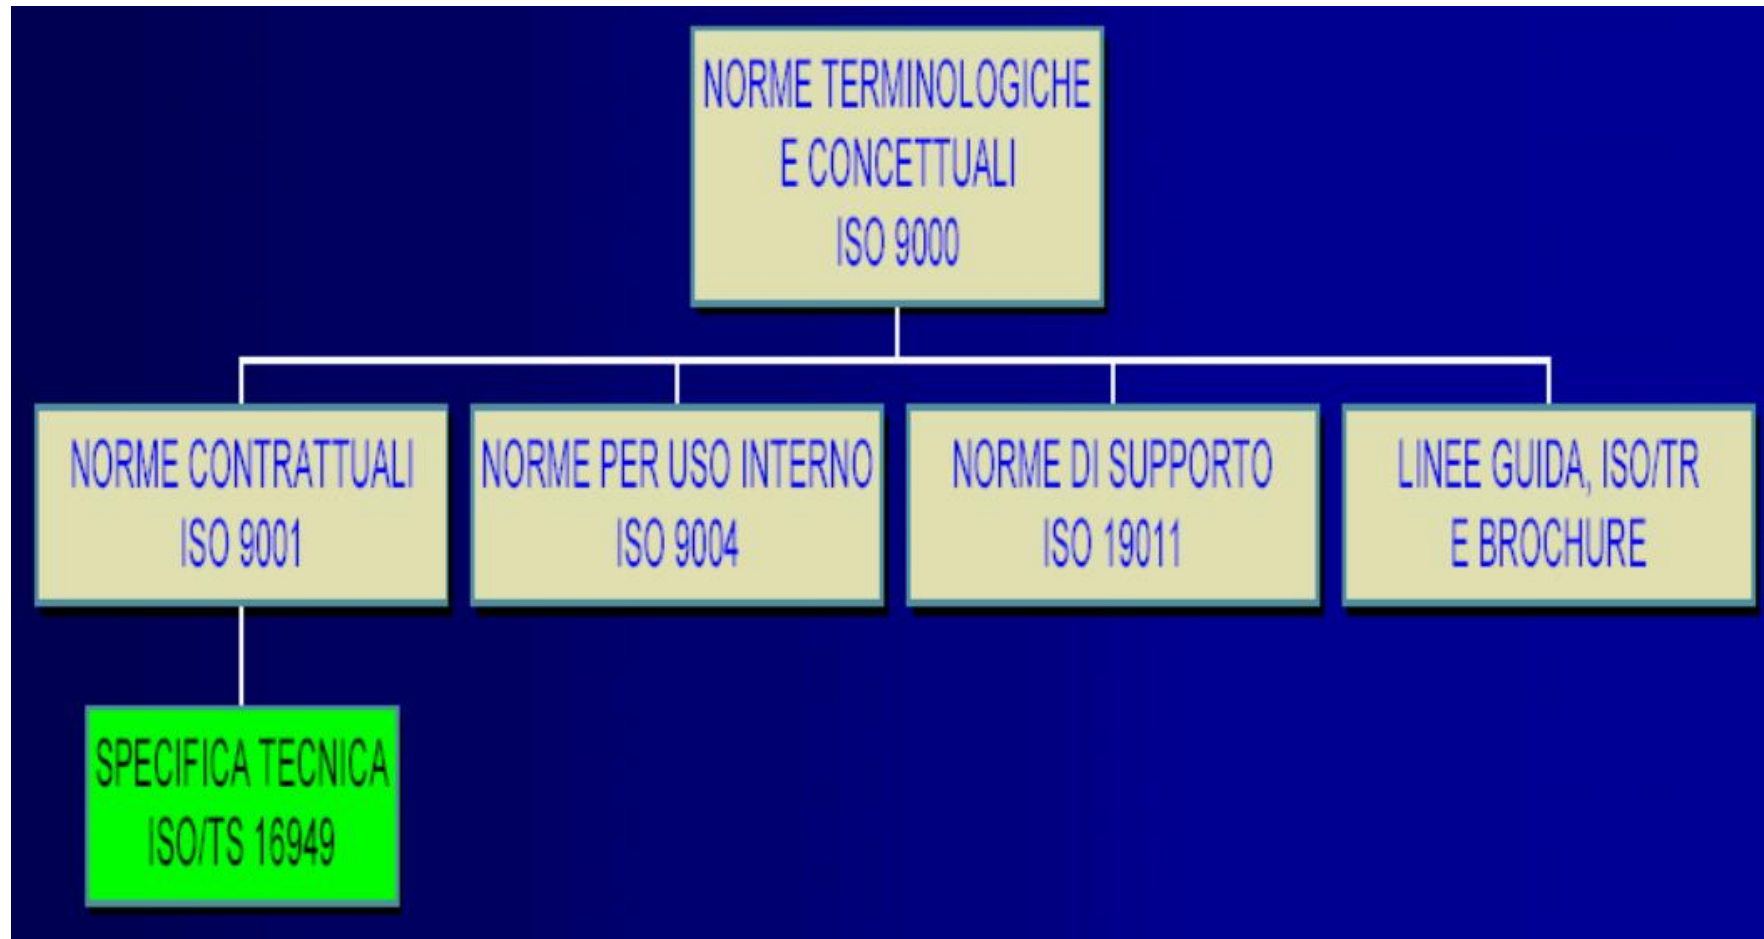 NORME TERMINOLOGICHE
E CONCETTUALI
ISO 9000
NORME CONTRATTUALI
ISO 9001
NORME PER USO INTERNO
ISO 9004
NORME DI SUPPORTO
ISO 19011
LINEE GUIDA, ISO/TR
E BROCHURE
SPECIFICA TECNICA
ISO/TS 16949